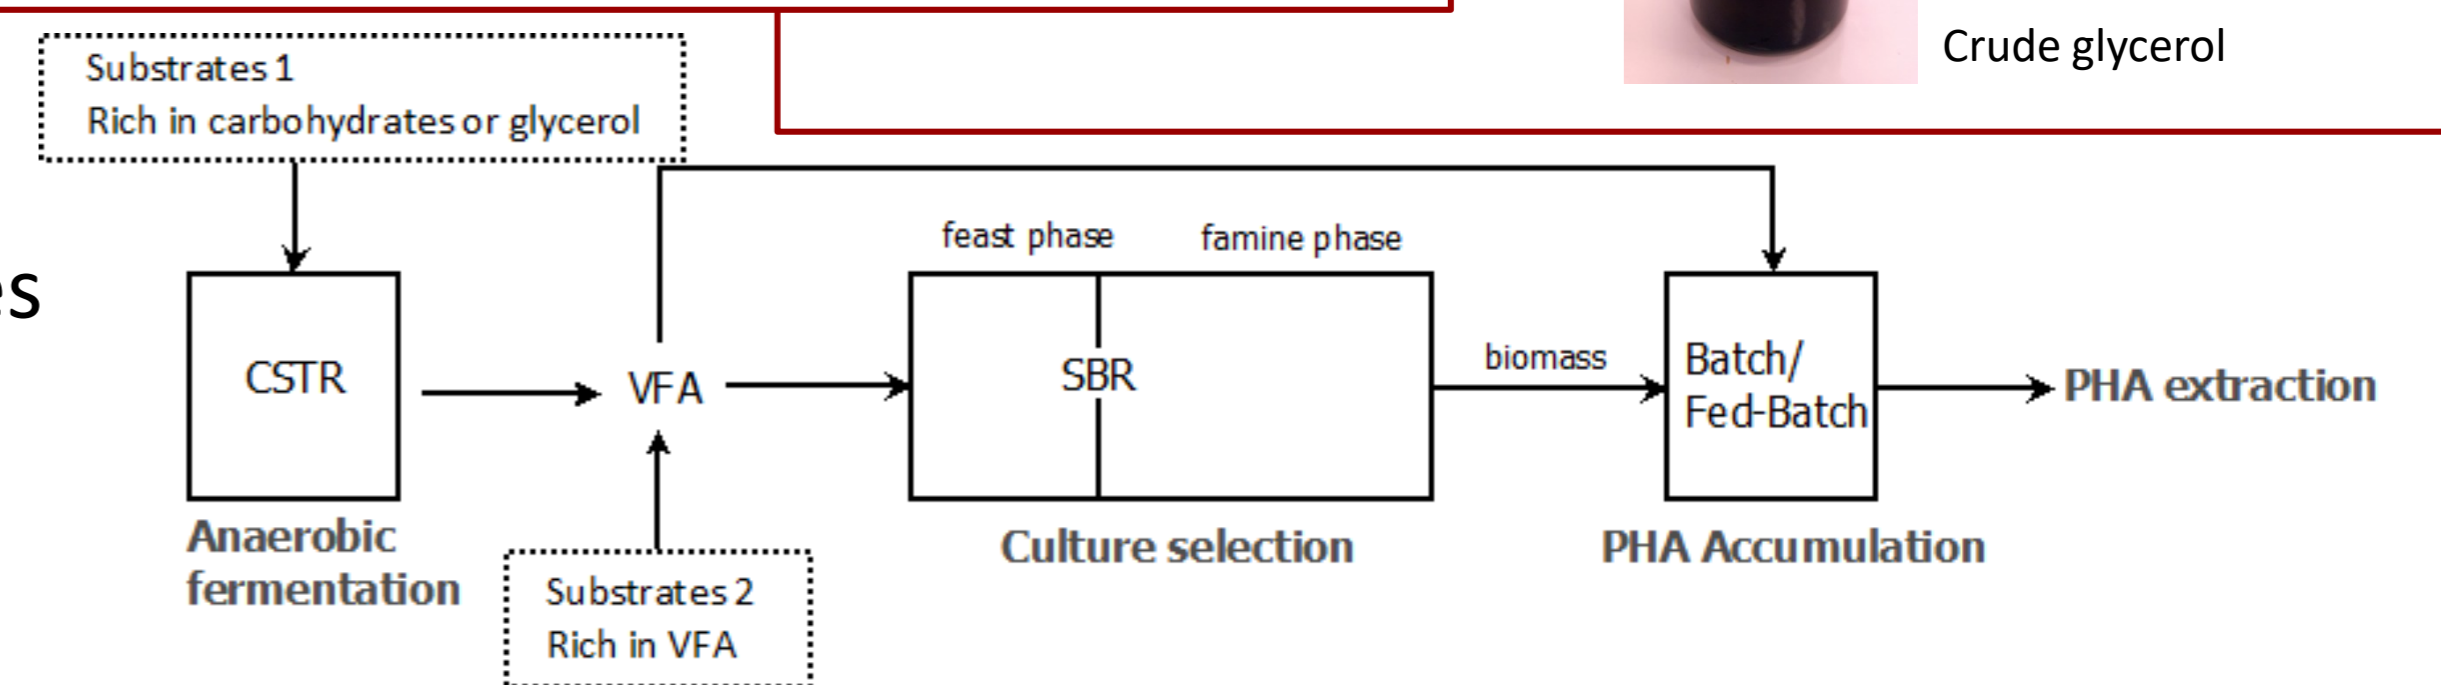 Crude glycerol
Substrates 1
Rich in carbohydrates or glycerol
feast phase
famine phase
es
CSTR
VFA
SBR
biomass
Batch/
Fed-Batch
PHA extraction
Anaerobic
fermentation
Culture selection
PHA Accumulation
Substrates 2
Rich in VFA